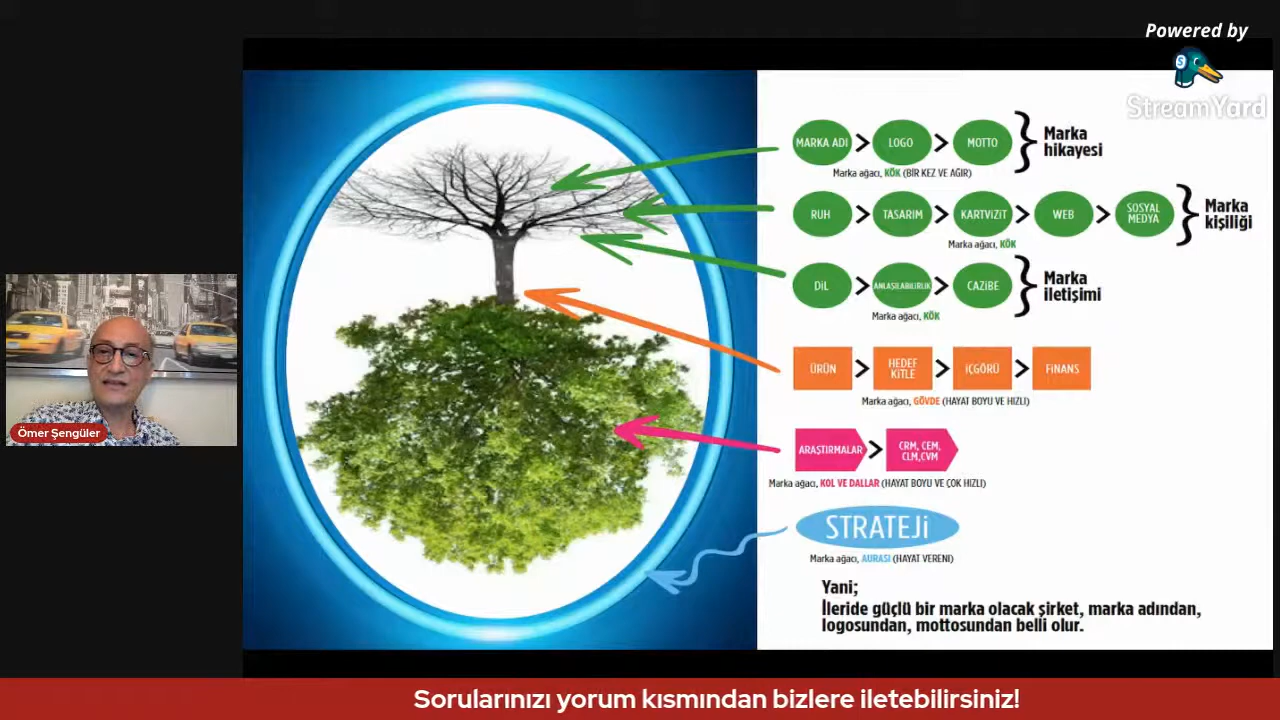 Powered by
StreamYard
MARKA ADI > LOGO > MOTTO } Marka
hikayesi
Marka ağacı, KÖK (BİR KEZ VE AĞIR)
RUH > TASARIM > KARTVİZİT > WEB > SOSYAL
MEDYA } Marka
kişiliği
Marka ağacı, KÖK
DİL > ANLAŞILABİLİRLİK > CAZİBE } Marka
iletişimi
Marka ağacı, KÖK
ÜRÜN > HEDEF
KİTLE > İÇGÖRÜ > FİNANS
Marka ağacı, GÖVDE (HAYAT BOYU VE HIZLI)
ARAŞTIRMALAR > CRM, CEM,
CLM,CVM
Marka ağacı, KOL VE DALLAR (HAYAT BOYU VE ÇOK HIZLI)
STRATEJİ
Marka ağacı, AURASI (HAYAT VERENİ)
Yani;
İleride güçlü bir marka olacak şirket, marka adından,
logosundan, mottosundan belli olur.
Ömer Şengüler
Sorularınızı yorum kısmından bizlere iletebilirsiniz!